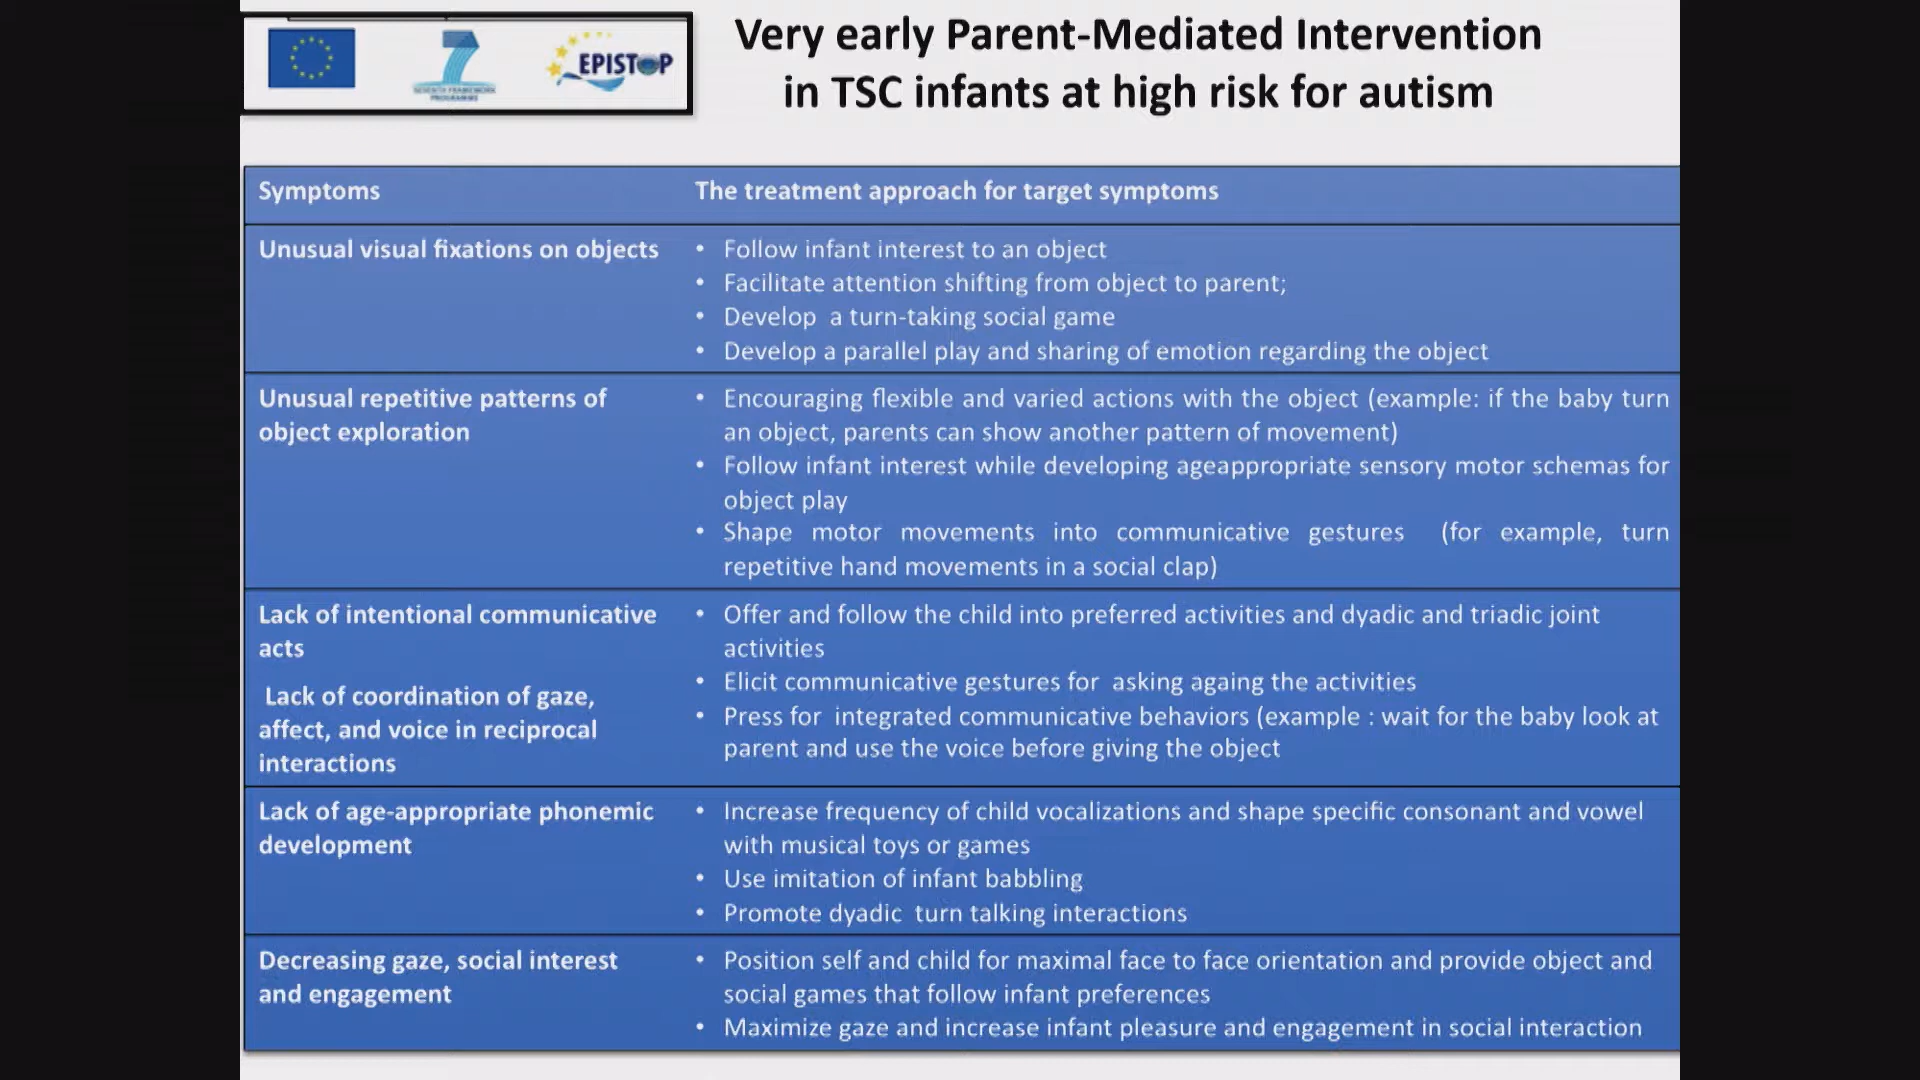 7
SEVENTH FRAMEWORK
PROGRAMME
EPISTOP
Very early Parent-Mediated Intervention
in TSC infants at high risk for autism
Symptoms
The treatment approach for target symptoms
Unusual visual fixations on objects
• Follow infant interest to an object
• Facilitate attention shifting from object to parent;
• Develop  a turn-taking social game
• Develop a parallel play and sharing of emotion regarding the object
Unusual repetitive patterns of
object exploration
• Encouraging flexible and varied actions with the object (example: if the baby turn
an object, parents can show another pattern of movement)
• Follow infant interest while developing ageappropriate sensory motor schemas for
object play
• Shape motor movements into communicative gestures (for example, turn
repetitive hand movements in a social clap)
Lack of intentional communicative
acts
Lack of coordination of gaze,
affect, and voice in reciprocal
interactions
• Offer and follow the child into preferred activities and dyadic and triadic joint
activities
• Elicit communicative gestures for  asking againg the activities
• Press for  integrated communicative behaviors (example : wait for the baby look at
parent and use the voice before giving the object
Lack of age-appropriate phonemic
development
• Increase frequency of child vocalizations and shape specific consonant and vowel
with musical toys or games
• Use imitation of infant babbling
• Promote dyadic  turn talking interactions
Decreasing gaze, social interest
and engagement
• Position self and child for maximal face to face orientation and provide object and
social games that follow infant preferences
• Maximize gaze and increase infant pleasure and engagement in social interaction